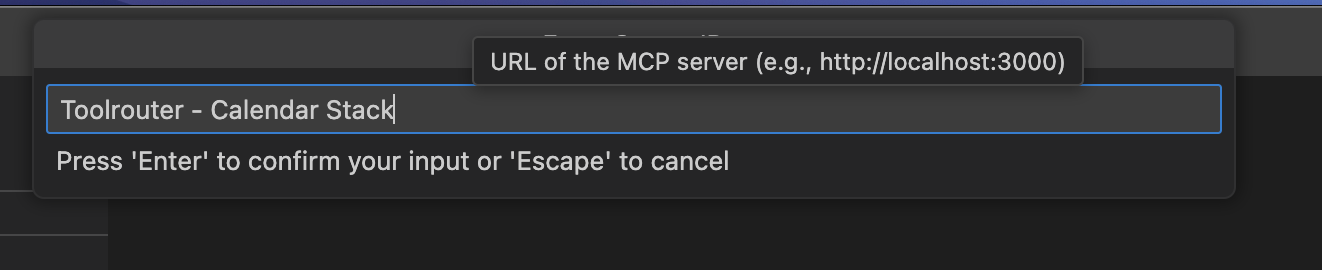 URL of the MCP server (e.g., http://localhost:3000)
Toolrouter - Calendar Stack
Press 'Enter' to confirm your input or 'Escape' to cancel